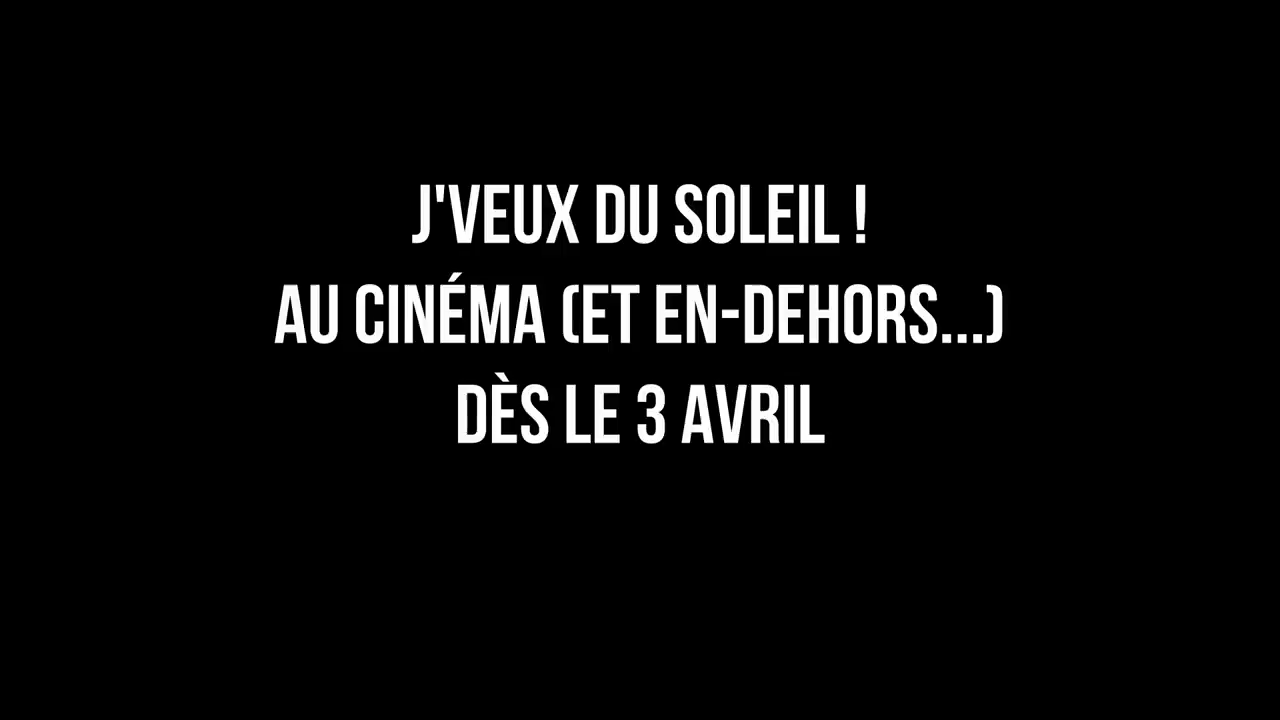 J'VEUX DU SOLEIL !
AU CINÉMA (ET EN-DEHORS...)
DÈS LE 3 AVRIL